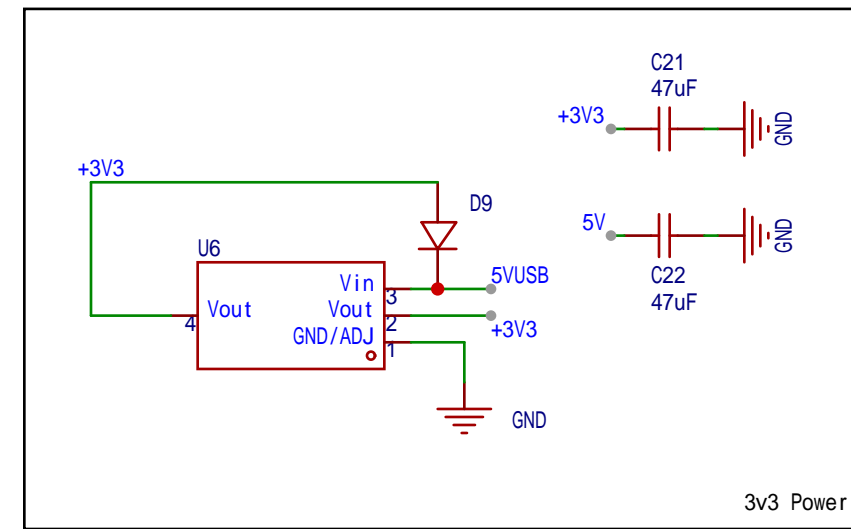 C21
47uF
+3V3
GND
+3V3
D9
5V
GND
U6
Vin
3
5VUSB
C22
47uF
4
Vout
Vout
2
+3V3
GND/ADJ
1
GND
3v3 Power